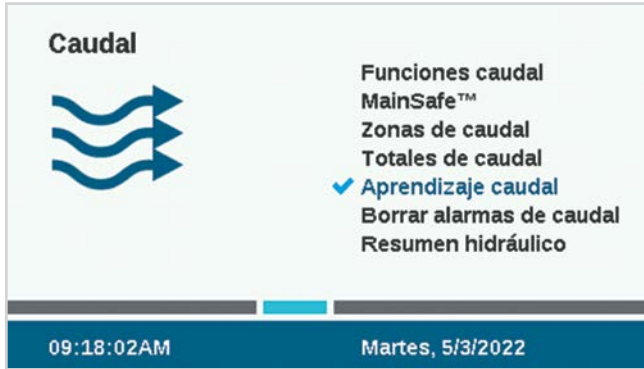 Caudal
Funciones caudal
MainSafe™
Zonas de caudal
Totales de caudal
Aprendizaje caudal
Borrar alarmas de caudal
Resumen hidráulico
09:18:02AM
Martes, 5/3/2022